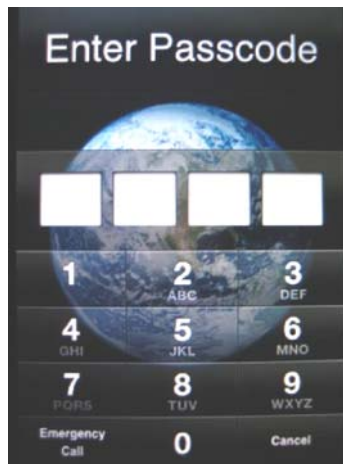 Enter Passcode
1 2 3
ABC DEF
4 5 6
GHI JKL MNO
7 8 9
PQRS TUV WXYZ
Emergency
Call 0 Cancel